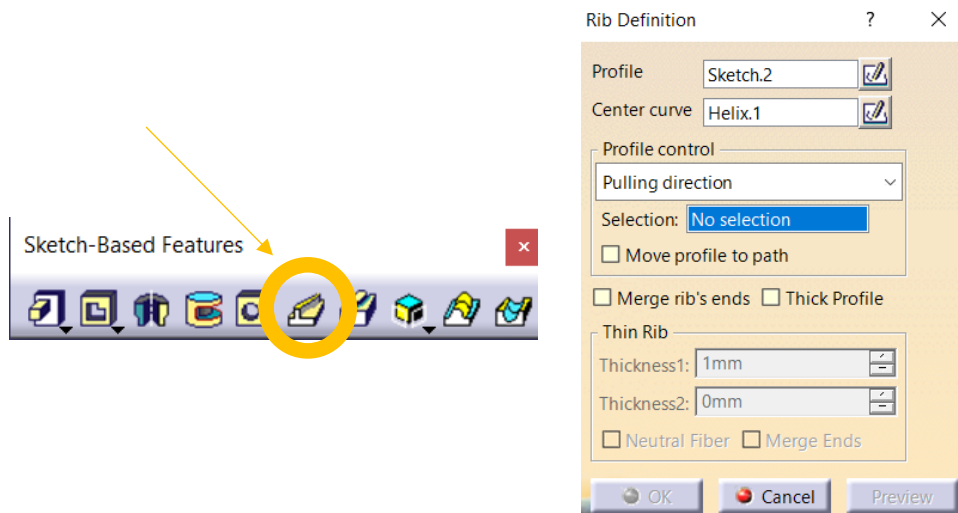 Rib Definition ? ×
Profile Sketch.2
Center curve Helix.1
Profile control
Pulling direction
Selection: No selection
Move profile to path
Merge rib's ends Thick Profile
Thin Rib
Thickness1: 1mm
Thickness2: 0mm
Neutral Fiber Merge Ends
OK Cancel Preview
Sketch-Based Features ×